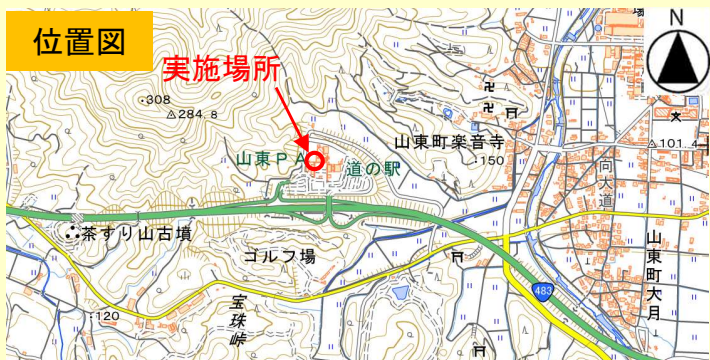 位置図
N
実施場所
・308
△284.8
山東PA
道の駅
山東町楽音寺
・150
△101.4
向大道
茶すり山古墳
ゴルフ場
宝珠峠
・120
483
山東町大月